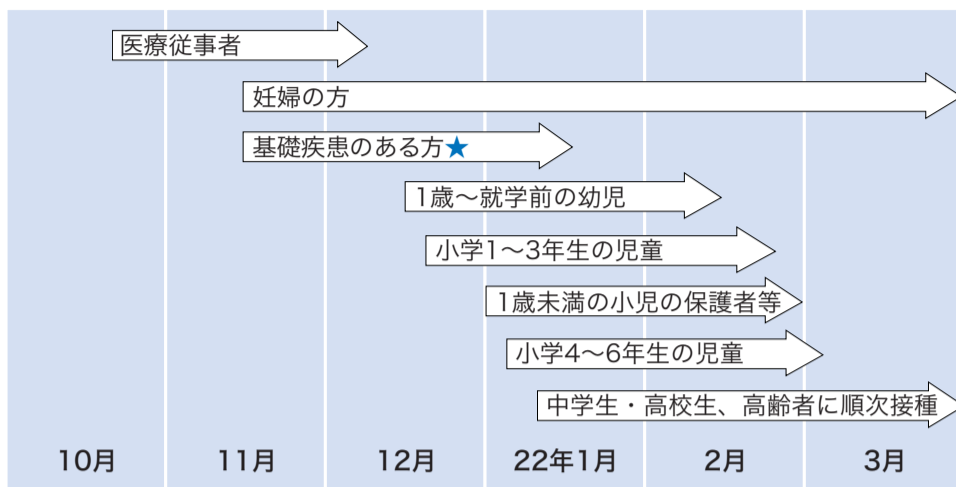 医療従事者
妊婦の方
基礎疾患のある方★
1歳〜就学前の幼児
小学1〜3年生の児童
1歳未満の小児の保護者等
小学4〜6年生の児童
中学生・高校生、高齢者に順次接種
10月 11月 12月 22年1月 2月 3月